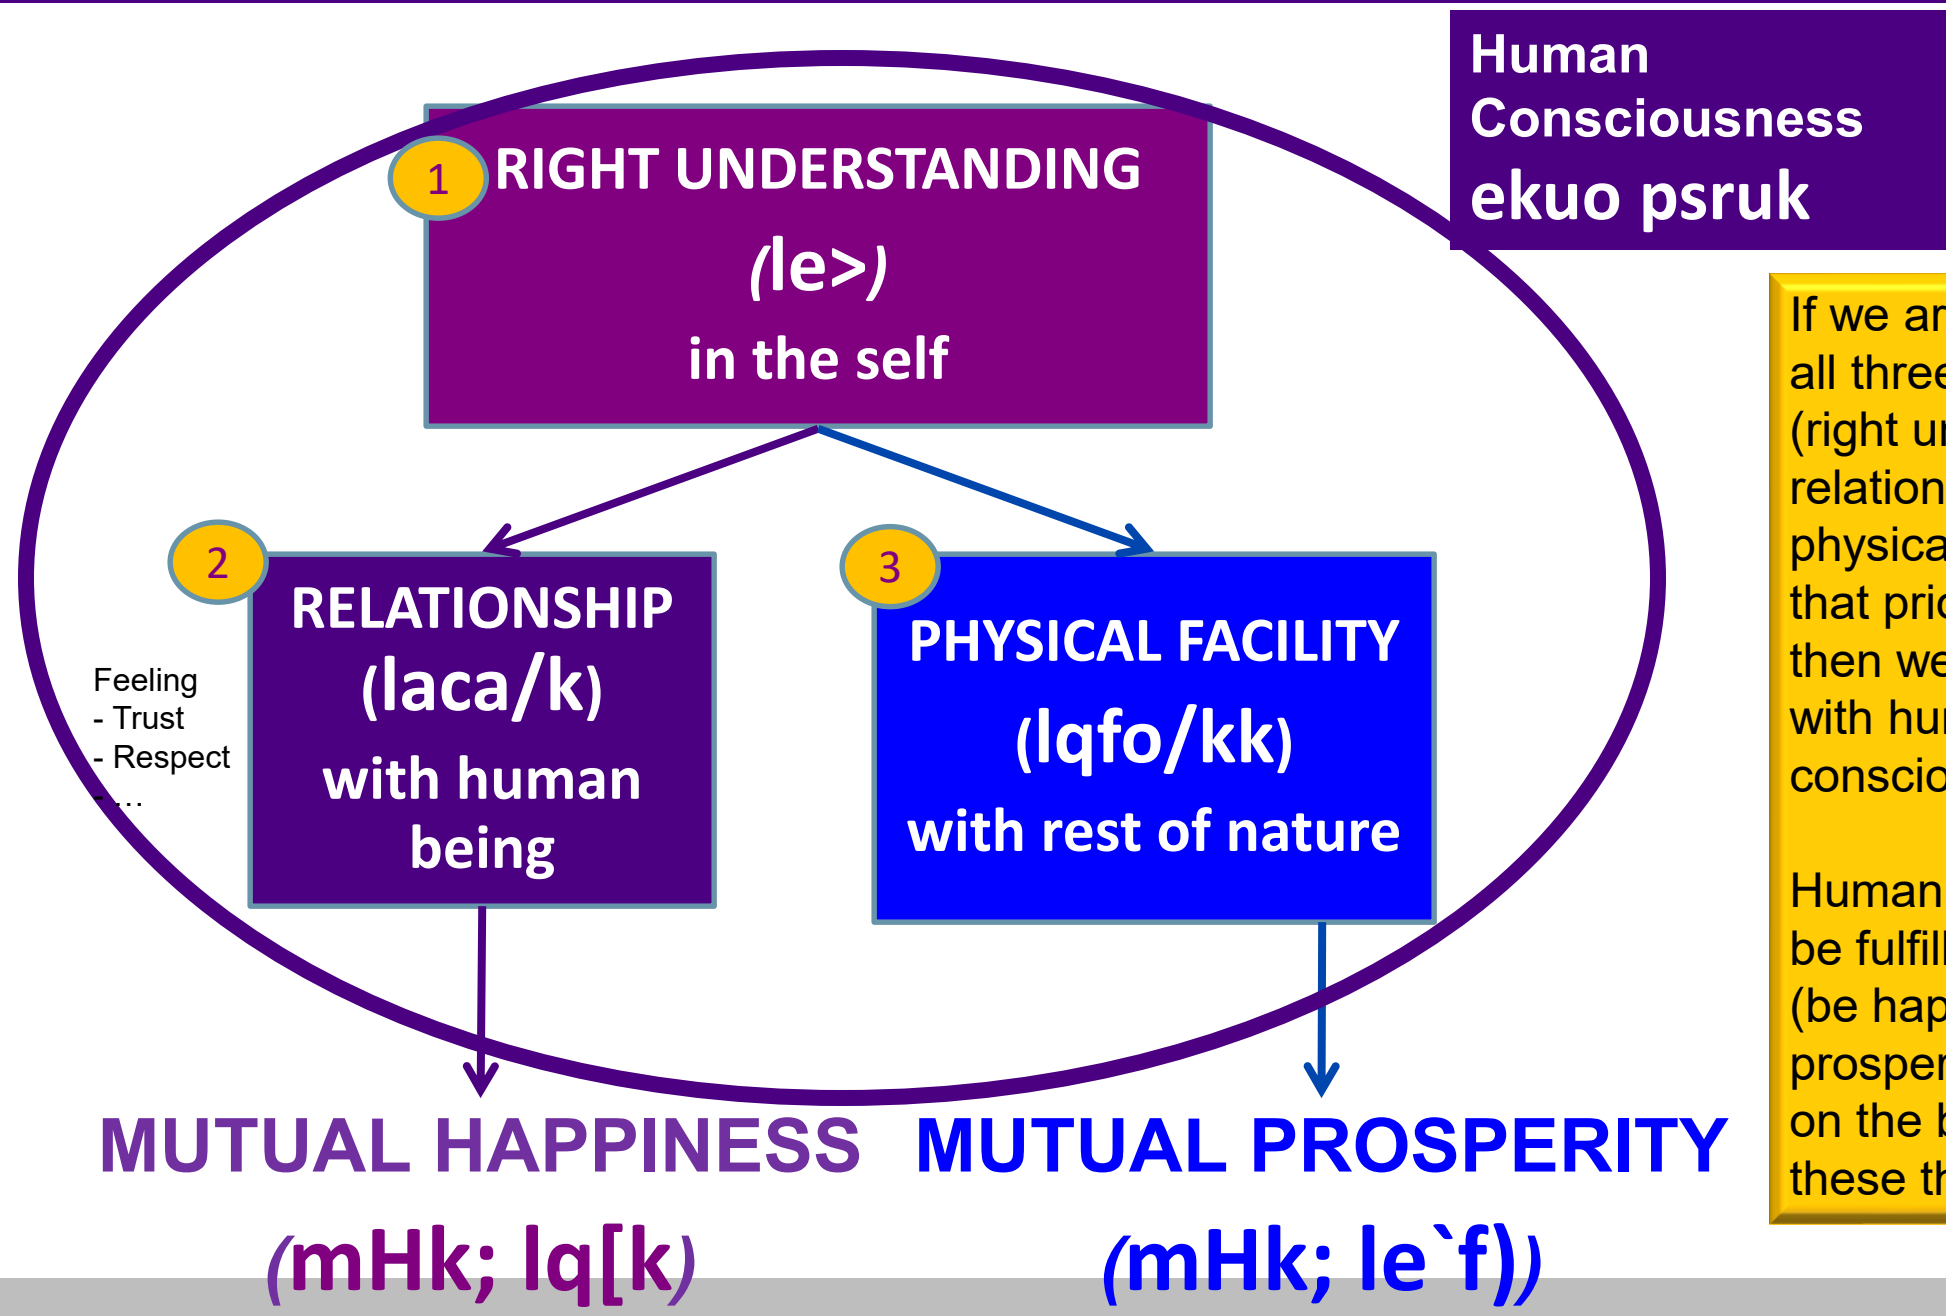 Human
Consciousness
ekuo psruk
1
RIGHT UNDERSTANDING
(le>)
in the self
2
RELATIONSHIP
(laca/k)
with human
being
3
PHYSICAL FACILITY
(lqfo/kk)
with rest of nature
Feeling
- Trust
- Respect
- …
MUTUAL HAPPINESS
(mHk; lq[k)
MUTUAL PROSPERITY
(mHk; le`f))
If we ar
all three
(right un
relation
physica
that prio
then we
with hum
conscio
Human
be fulfill
(be hap
prosper
on the b
these th